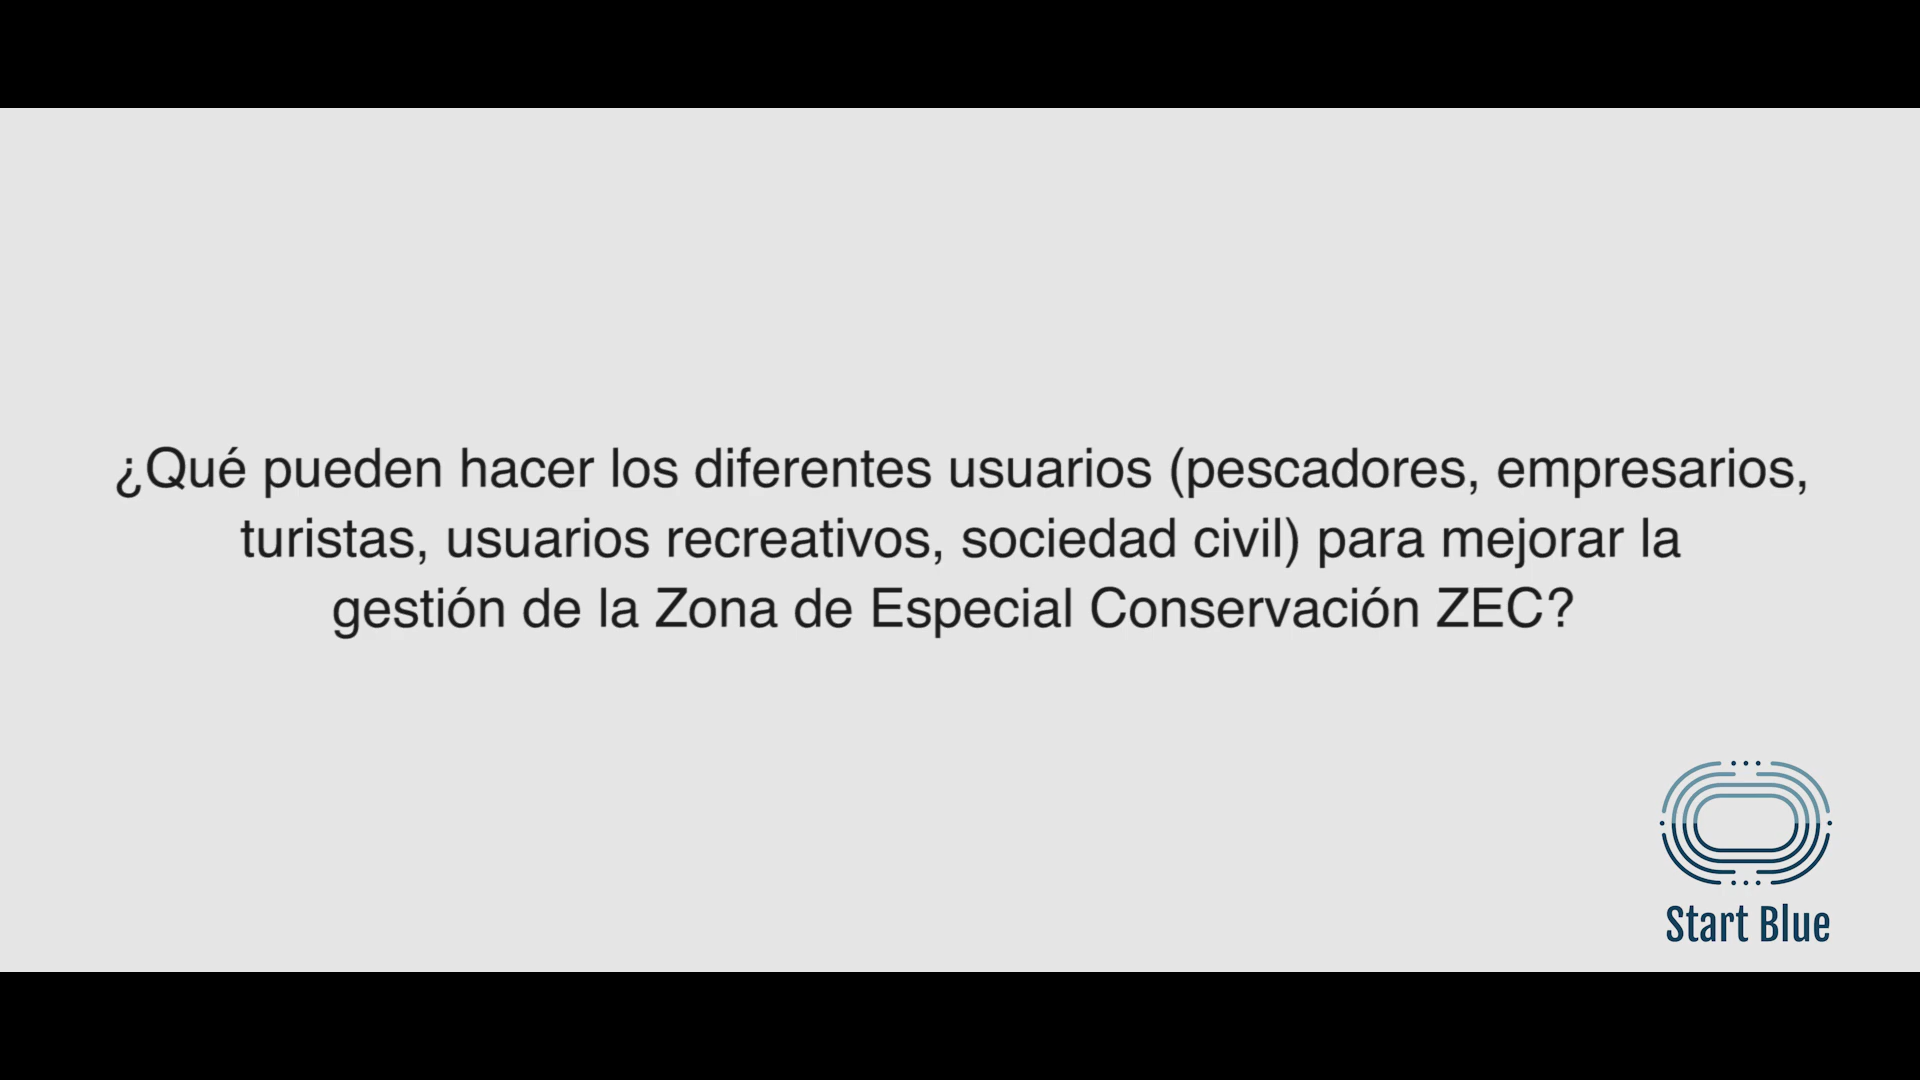 ¿Qué pueden hacer los diferentes usuarios (pescadores, empresarios,
turistas, usuarios recreativos, sociedad civil) para mejorar la
gestión de la Zona de Especial Conservación ZEC?
Start Blue